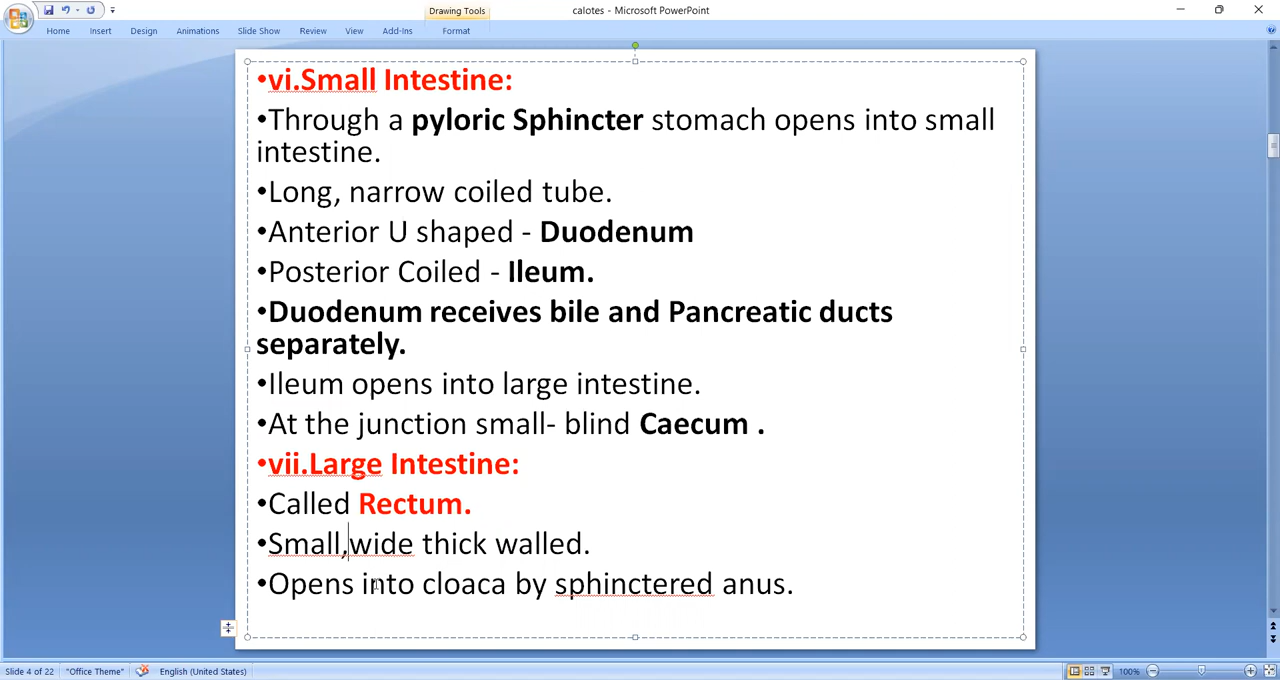 Drawing Tools
calotes - Microsoft PowerPoint
Home Insert Design Animations Slide Show Review View Add-Ins Format
•vi.Small Intestine:
•Through a pyloric Sphincter stomach opens into small
intestine.
•Long, narrow coiled tube.
•Anterior U shaped - Duodenum
•Posterior Coiled - Ileum.
•Duodenum receives bile and Pancreatic ducts
separately.
•Ileum opens into large intestine.
•At the junction small- blind Caecum .
•vii.Large Intestine:
•Called Rectum.
•Small,wide thick walled.
•Opens into cloaca by sphinctered anus.
Slide 4 of 22 "Office Theme" English (United States) 100%